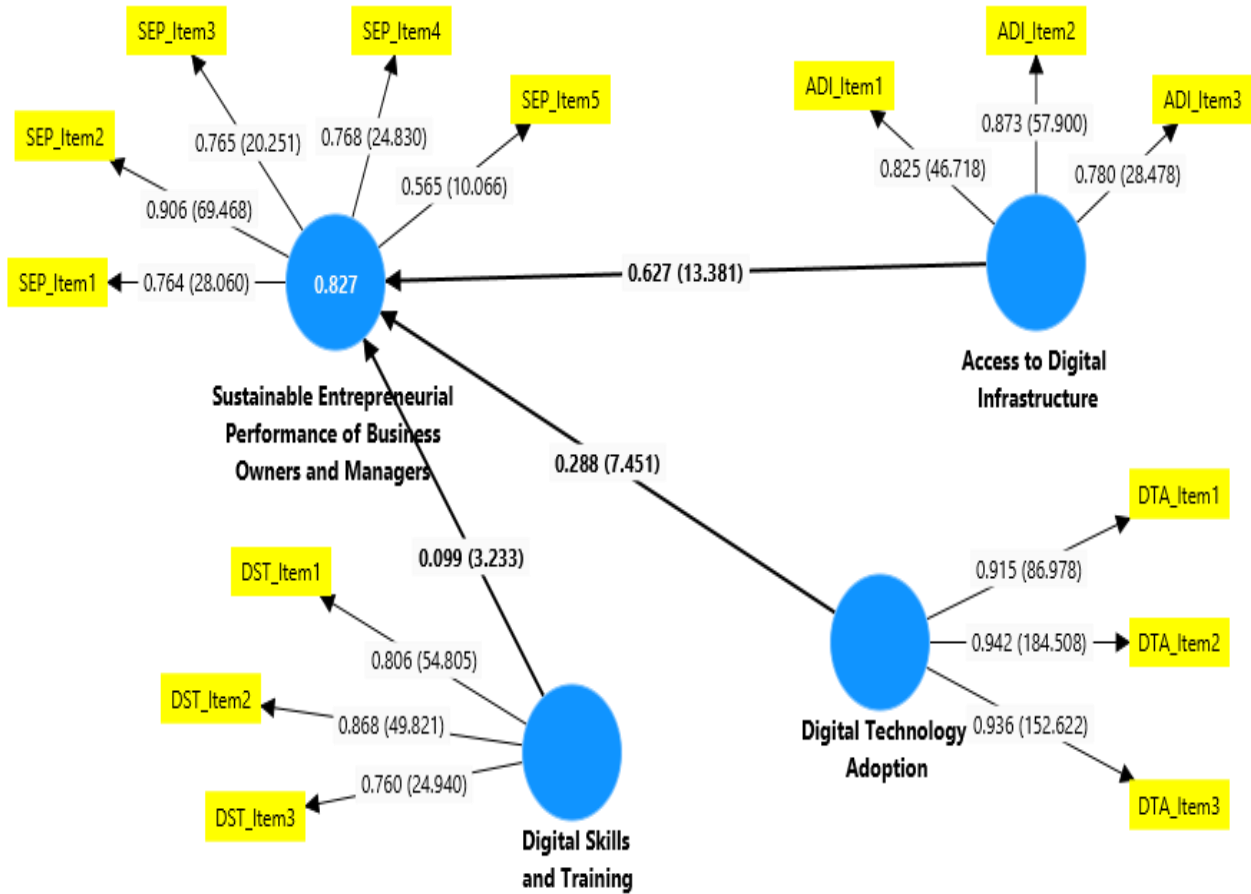 SEP_Item3
SEP_Item4
ADI_Item2
SEP_Item5
ADI_Item1
ADI_Item3
SEP_Item2
0.765 (20.251)
0.768 (24.830)
0.873 (57.900)
0.565 (10.066)
0.825 (46.718)
0.780 (28.478)
0.906 (69.468)
SEP_Item1
0.764 (28.060)
0.827
0.627 (13.381)
Access to Digital
Infrastructure
Sustainable Entrepreneurial
Performance of Business
Owners and Managers
0.288 (7.451)
DTA_Item1
0.099 (3.233)
DST_Item1
0.915 (86.978)
0.806 (54.805)
0.942 (184.508)
DTA_Item2
DST_Item2
0.868 (49.821)
0.936 (152.622)
Digital Technology
Adoption
0.760 (24.940)
DST_Item3
DTA_Item3
Digital Skills
and Training